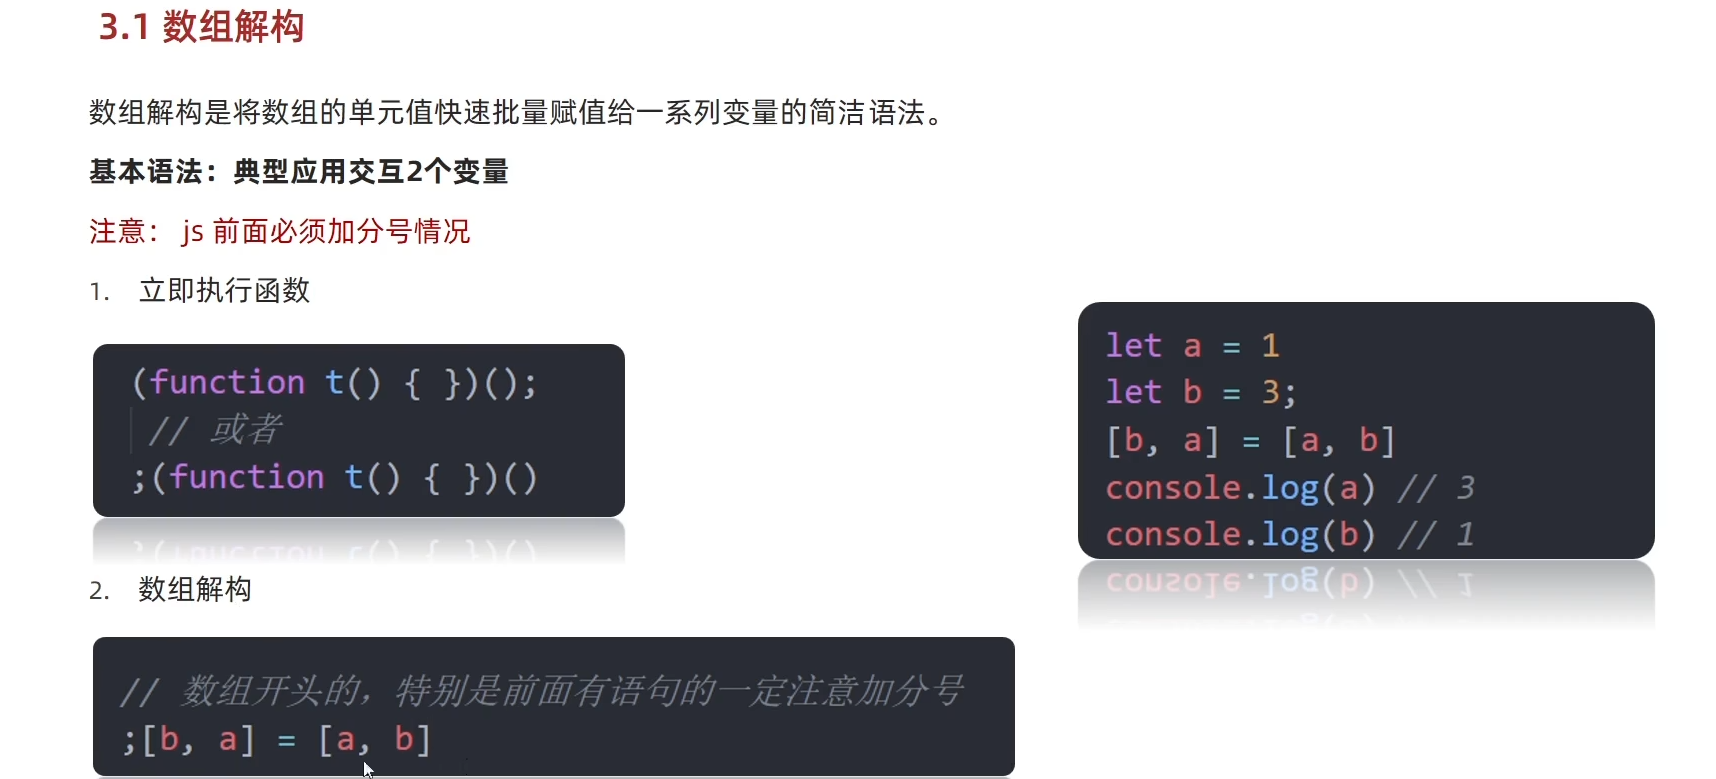 3.1 数组解构
数组解构是将数组的单元值快速批量赋值给一系列变量的简洁语法。
基本语法：典型应用交互2个变量
注意： js 前面必须加分号情况
1. 立即执行函数
(function t() { })();
// 或者
;(function t() { })()
2. 数组解构
// 数组开头的，特别是前面有语句的一定注意加分号
;[b, a] = [a, b]
let a = 1
let b = 3;
[b, a] = [a, b]
console.log(a) // 3
console.log(b) // 1